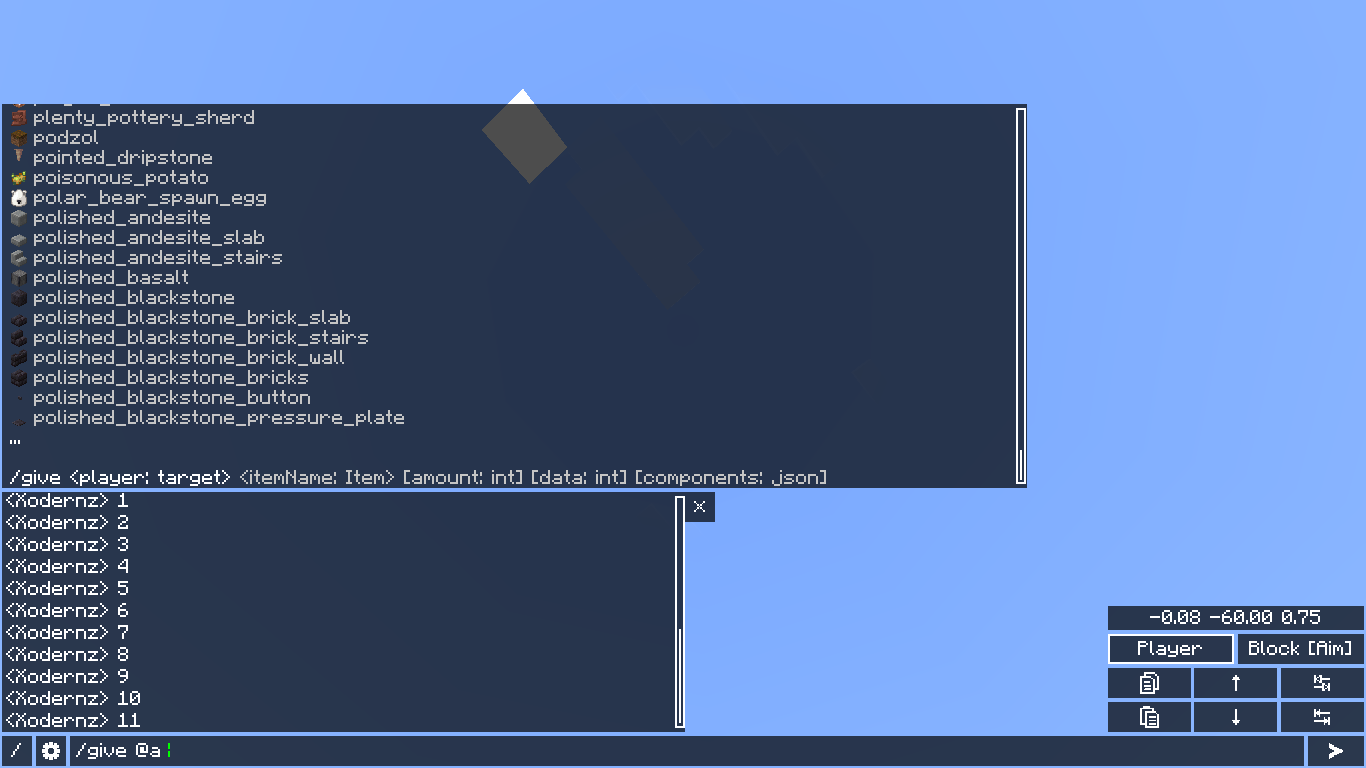 plenty_pottery_sherd
podzol
pointed_dripstone
poisonous_potato
polar_bear_spawn_egg
polished_andesite
polished_andesite_slab
polished_andesite_stairs
polished_basalt
polished_blackstone
polished_blackstone_brick_slab
polished_blackstone_brick_stairs
polished_blackstone_brick_wall
polished_blackstone_bricks
polished_blackstone_button
polished_blackstone_pressure_plate
...
/give <player: target> <itemName: Item> [amount: int] [data: int] [components: json]
<Xodernz> 1
<Xodernz> 2
<Xodernz> 3
<Xodernz> 4
<Xodernz> 5
<Xodernz> 6
<Xodernz> 7
<Xodernz> 8
<Xodernz> 9
<Xodernz> 10
<Xodernz> 11
-0.08 -60.00 0.75
Player
Block [Aim]
/
/give @a